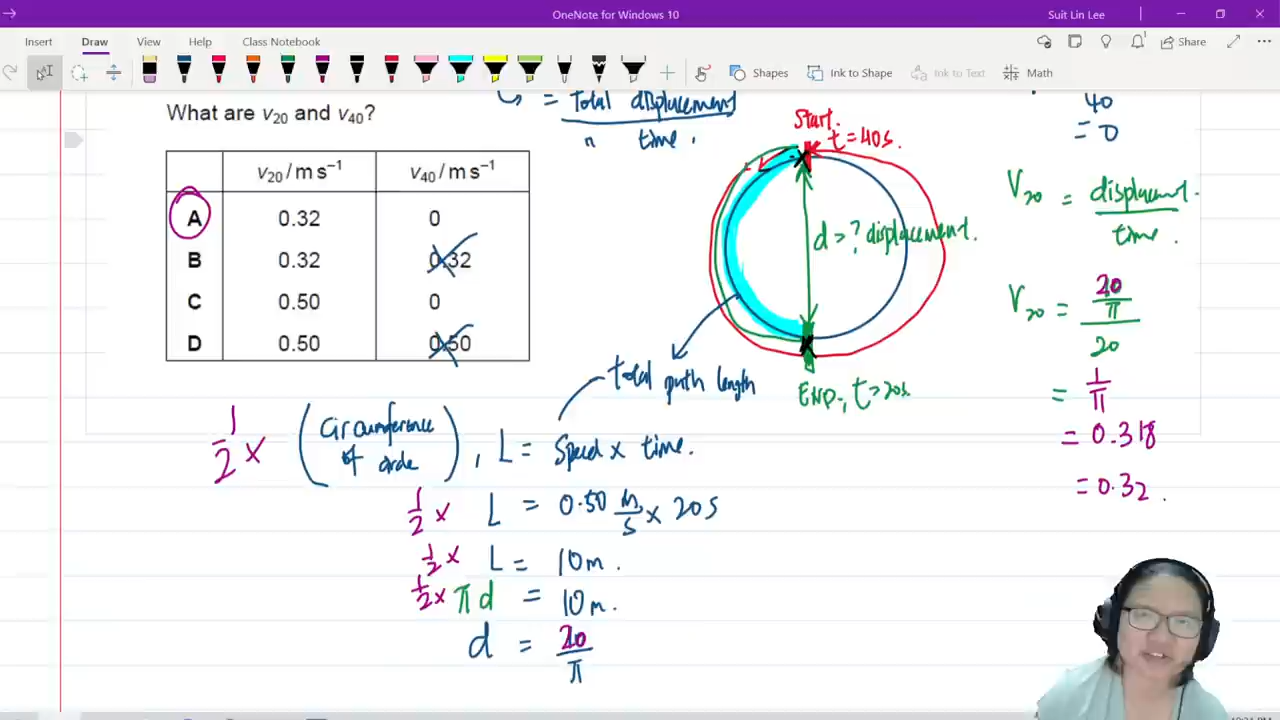 OneNote for Windows 10
Suit Lin Lee
Insert
Draw
View
Help
Class Notebook
Share
Shapes
Ink to Shape
Ink to Text
Math
What are v20 and v40?
= Total displacement
time
v20 / m s−1 v40 / m s−1
A 0.32 0
B 0.32 0.32
C 0.50 0
D 0.50 0.50
Start.
t = 40s.
d = ? displacement.
END, t = 20s.
total path length
40
= 0
V20 = displacement.
time.
V20 = 20/π
20
= 1/π
= 0.318
= 0.32.
1/2 × (Circumference of circle), L = Speed × time.
1/2 × L = 0.50 m/s × 20s
1/2 × L = 10m.
1/2 × πd = 10m.
d = 20/π